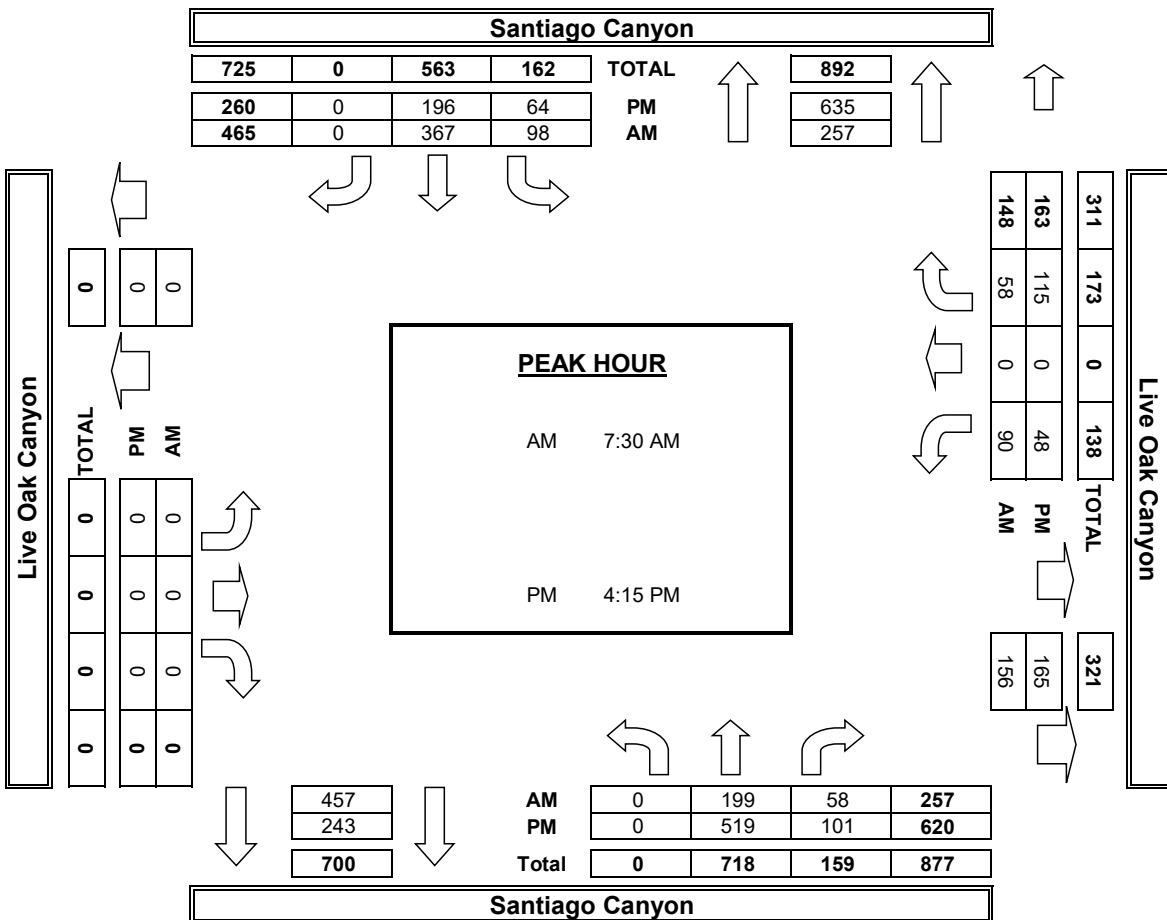 Santiago Canyon
725 0 563 162 TOTAL 892
260 0 196 64 PM 635
465 0 367 98 AM 257
Live Oak Canyon
0 0 0
TOTAL PM AM
0 0 0
0 0 0
0 0 0
0 0 0
PEAK HOUR
AM 7:30 AM
PM 4:15 PM
148 163 311
58 115 173
0 0 0
90 48 138
AM PM TOTAL
156 165 321
Live Oak Canyon
457 AM 0 199 58 257
243 PM 0 519 101 620
700 Total 0 718 159 877
Santiago Canyon